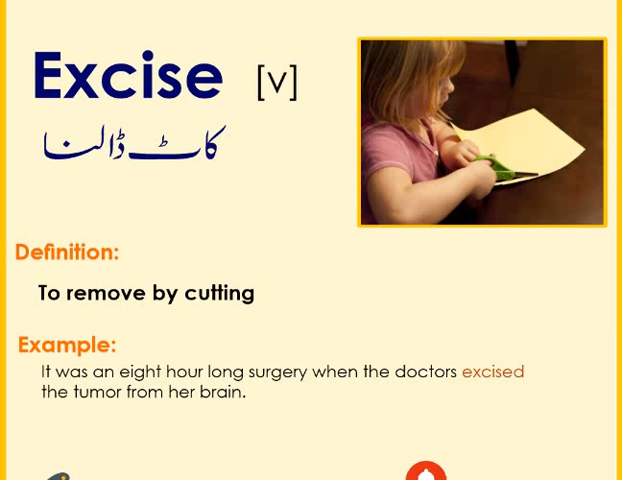 Excise [v]
کاٹ ڈالنا
Definition:
To remove by cutting
Example:
It was an eight hour long surgery when the doctors excised
the tumor from her brain.